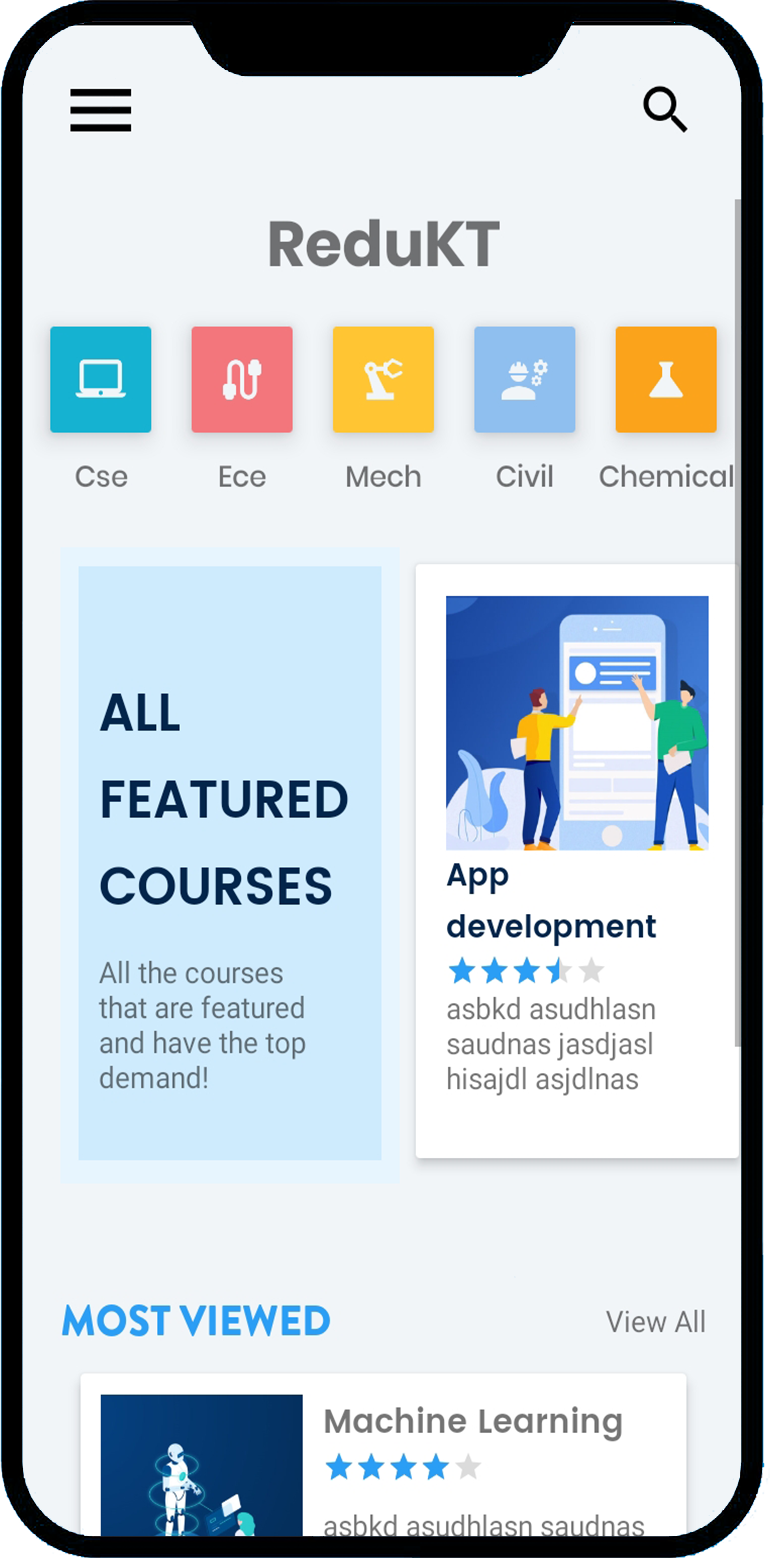 ReduKT
Cse Ece Mech Civil Chemical
ALL
FEATURED
COURSES
All the courses
that are featured
and have the top
demand!
App
development
asbkd asudhlasn
saudnas jasdjasl
hisajdl asjdlnas
MOST VIEWED View All
Machine Learning
asbkd asudhlasn saudnas